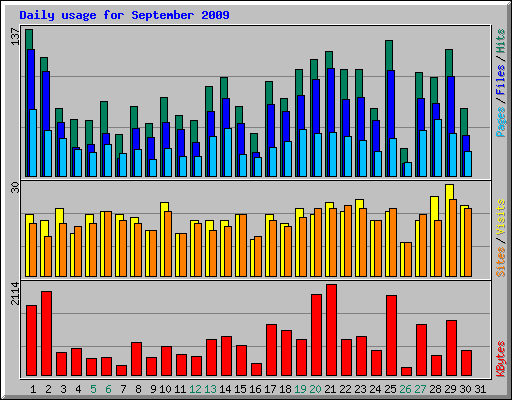 Daily usage for September 2009
137
Pages / Files / Hits
30
Sites / Visits
2114
KBytes
1 2 3 4 5 6 7 8 9 10 11 12 13 14 15 16 17 18 19 20 21 22 23 24 25 26 27 28 29 30 31